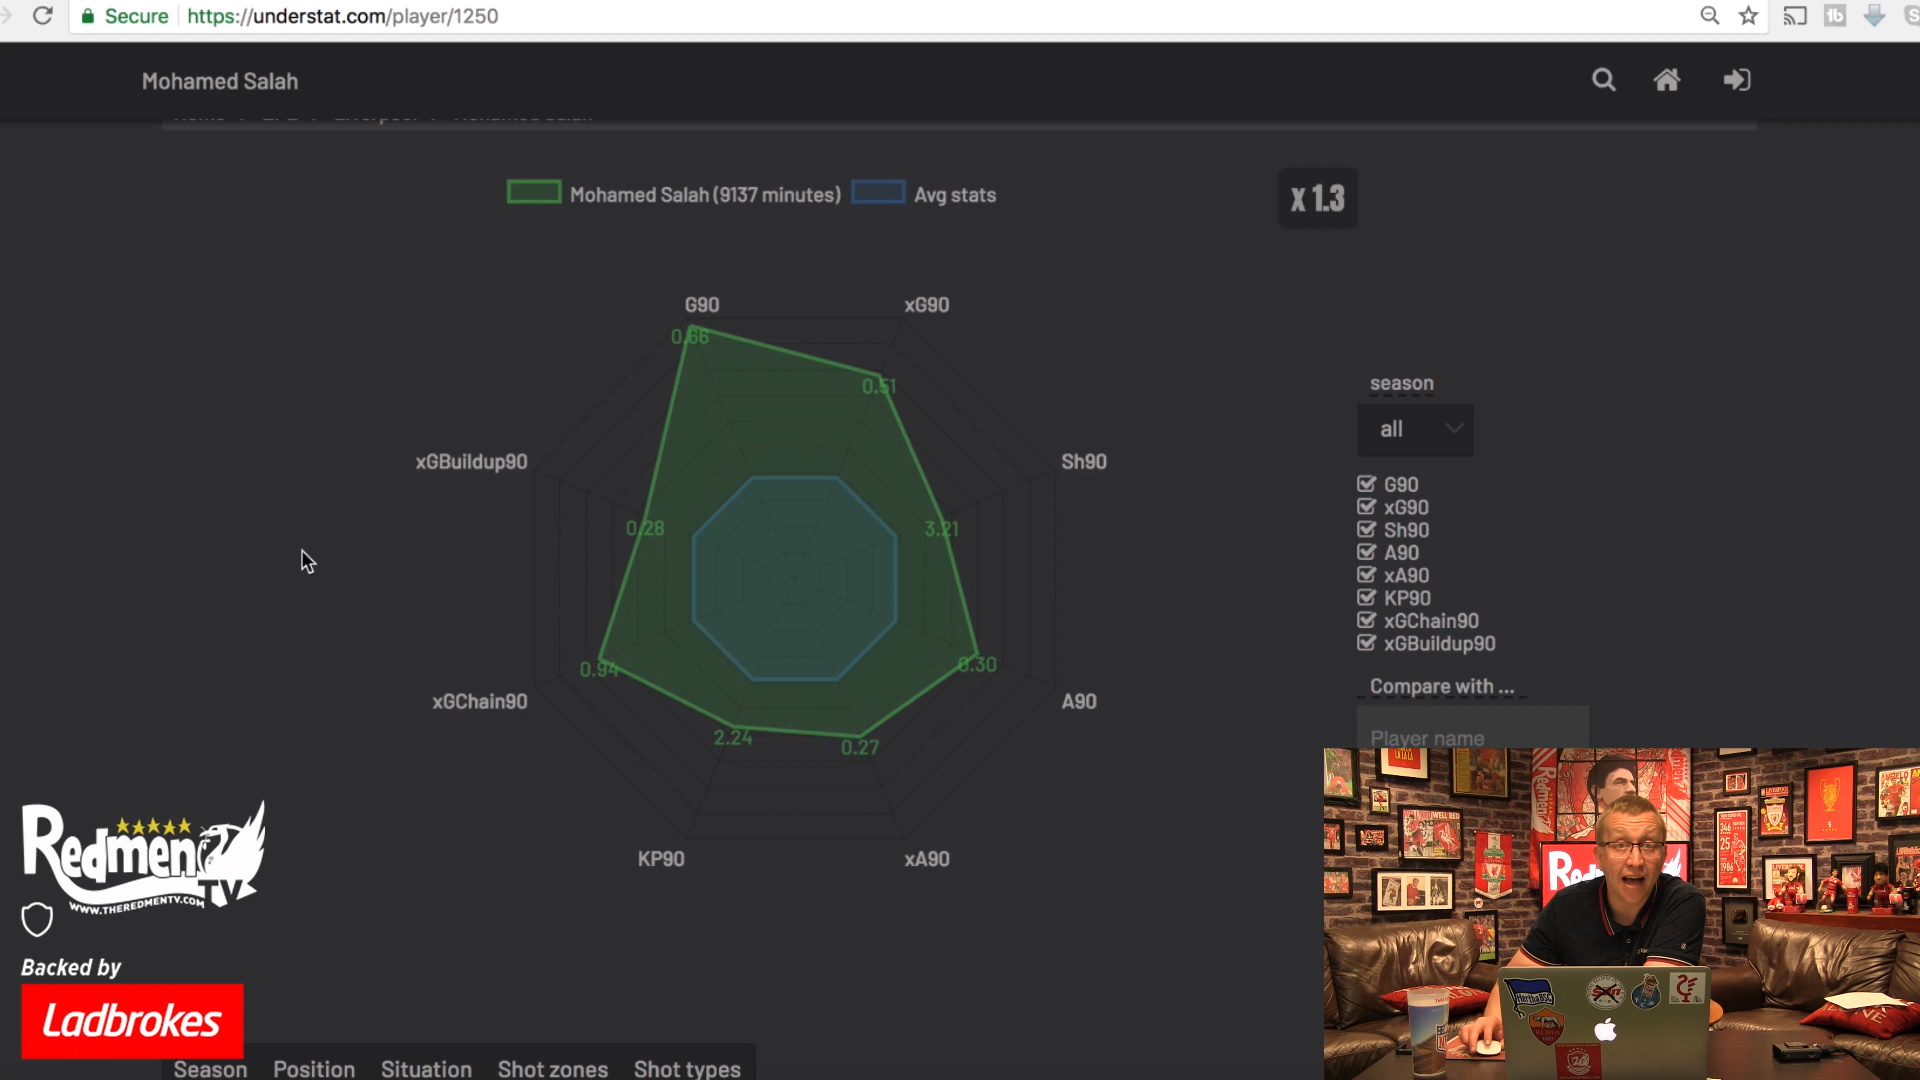 Secure https://understat.com/player/1250
Mohamed Salah
Mohamed Salah (9137 minutes) Avg stats
x 1.3
G90 xG90
0.66
0.51
season
all
xGBuildup90 Sh90
0.28 3.21
G90
xG90
Sh90
A90
xA90
KP90
xGChain90
xGBuildup90
0.94 0.30
xGChain90 A90
Compare with ...
Player name
2.24 0.27
KP90 xA90
Redmen TV
WWW.THEREDMENTV.COM
Backed by
Ladbrokes
Season Position Situation Shot zones Shot types
WELL RED
HerthaBSC